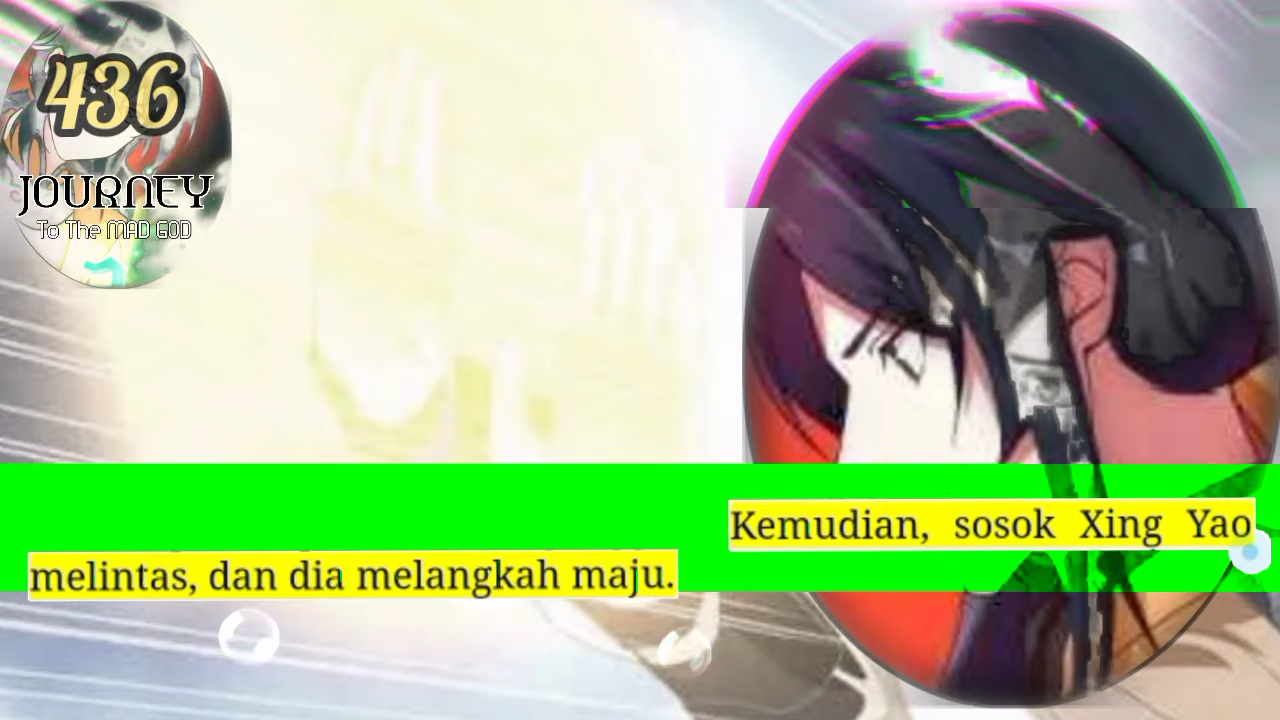 436
JOURNEY
To The MAD GOD
Kemudian, sosok Xing Yao
melintas, dan dia melangkah maju.